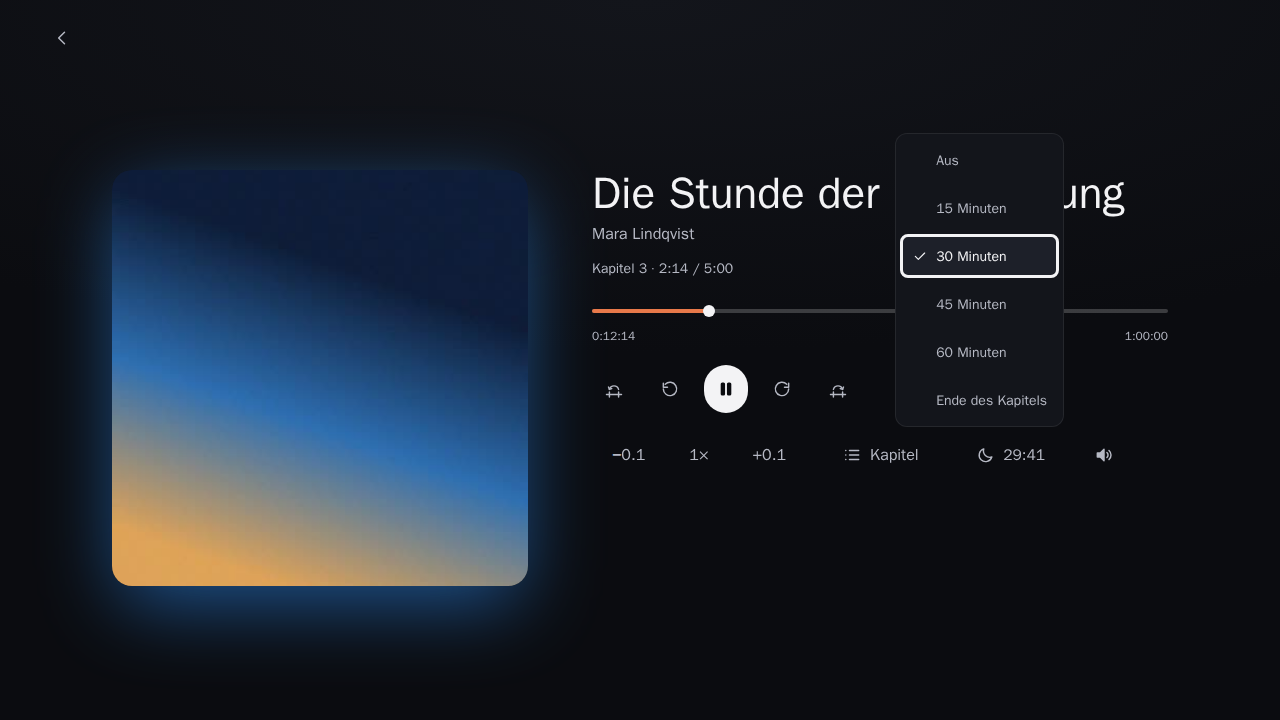 Die Stunde der
Mara Lindqvist
Kapitel 3 · 2:14 / 5:00
0:12:14
1:00:00
Aus
15 Minuten
30 Minuten
45 Minuten
60 Minuten
Ende des Kapitels
−0.1
1×
+0.1
Kapitel
29:41